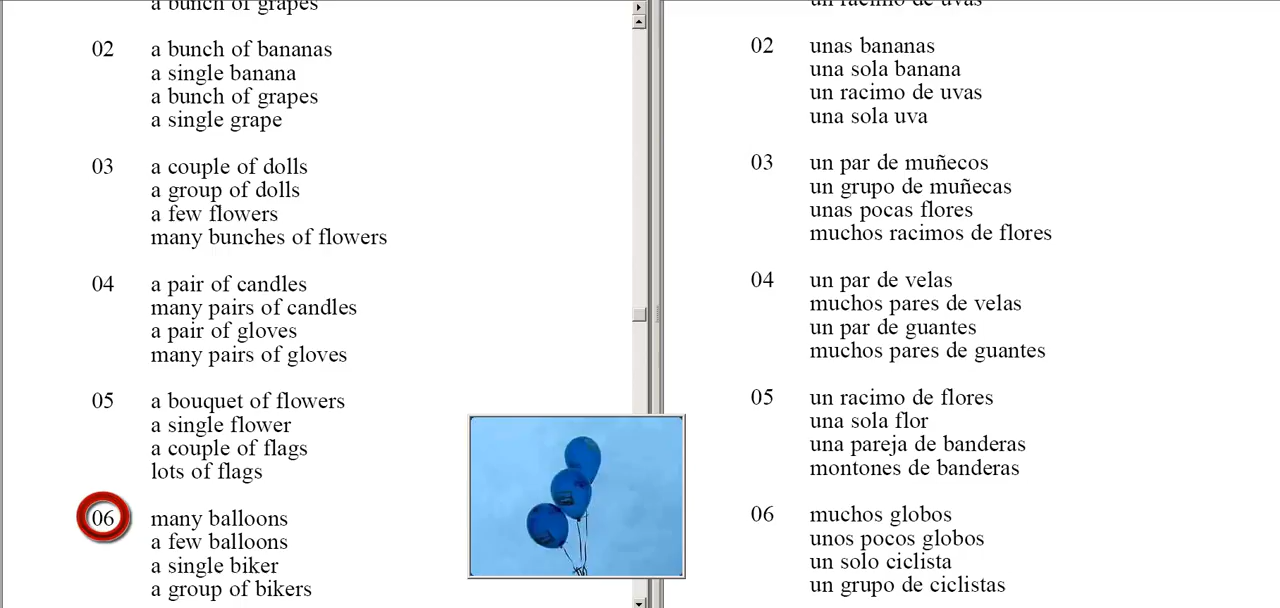 a bunch of grapes
02 a bunch of bananas
a single banana
a bunch of grapes
a single grape
03 a couple of dolls
a group of dolls
a few flowers
many bunches of flowers
04 a pair of candles
many pairs of candles
a pair of gloves
many pairs of gloves
05 a bouquet of flowers
a single flower
a couple of flags
lots of flags
06 many balloons
a few balloons
a single biker
a group of bikers
un racimo de uvas
02 unas bananas
una sola banana
un racimo de uvas
una sola uva
03 un par de muñecos
un grupo de muñecas
unas pocas flores
muchos racimos de flores
04 un par de velas
muchos pares de velas
un par de guantes
muchos pares de guantes
05 un racimo de flores
una sola flor
una pareja de banderas
montones de banderas
06 muchos globos
unos pocos globos
un solo ciclista
un grupo de ciclistas